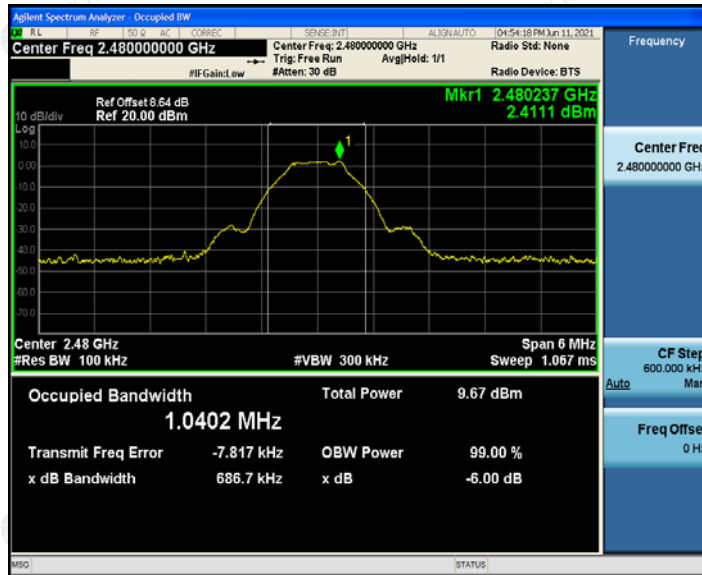 Agilent Spectrum Analyzer - Occupied BW
RL RF 50 Ω AC CORREC SENSE:INT ALIGNAUTO 04:54:18 PM Jun 11, 2021
Center Freq 2.480000000 GHz
Center Freq: 2.480000000 GHz
Radio Std: None
Trig: Free Run Avg|Hold: 1/1
#IFGain:Low #Atten: 30 dB
Radio Device: BTS
Ref Offset 8.64 dB
Mkr1 2.480237 GHz
10 dB/div Ref 20.00 dBm
2.4111 dBm
Log
10.0
0.00
-10.0
-20.0
-30.0
-40.0
-50.0
-60.0
-70.0
1
Center 2.48 GHz Span 6 MHz
#Res BW 100 kHz #VBW 300 kHz Sweep 1.067 ms
Occupied Bandwidth Total Power 9.67 dBm
1.0402 MHz
Transmit Freq Error -7.817 kHz OBW Power 99.00 %
x dB Bandwidth 686.7 kHz x dB -6.00 dB
Frequency
Center Freq
2.480000000 GHz
CF Step
600.000 kHz
Auto Man
Freq Offse
0 Hz
MSG STATUS